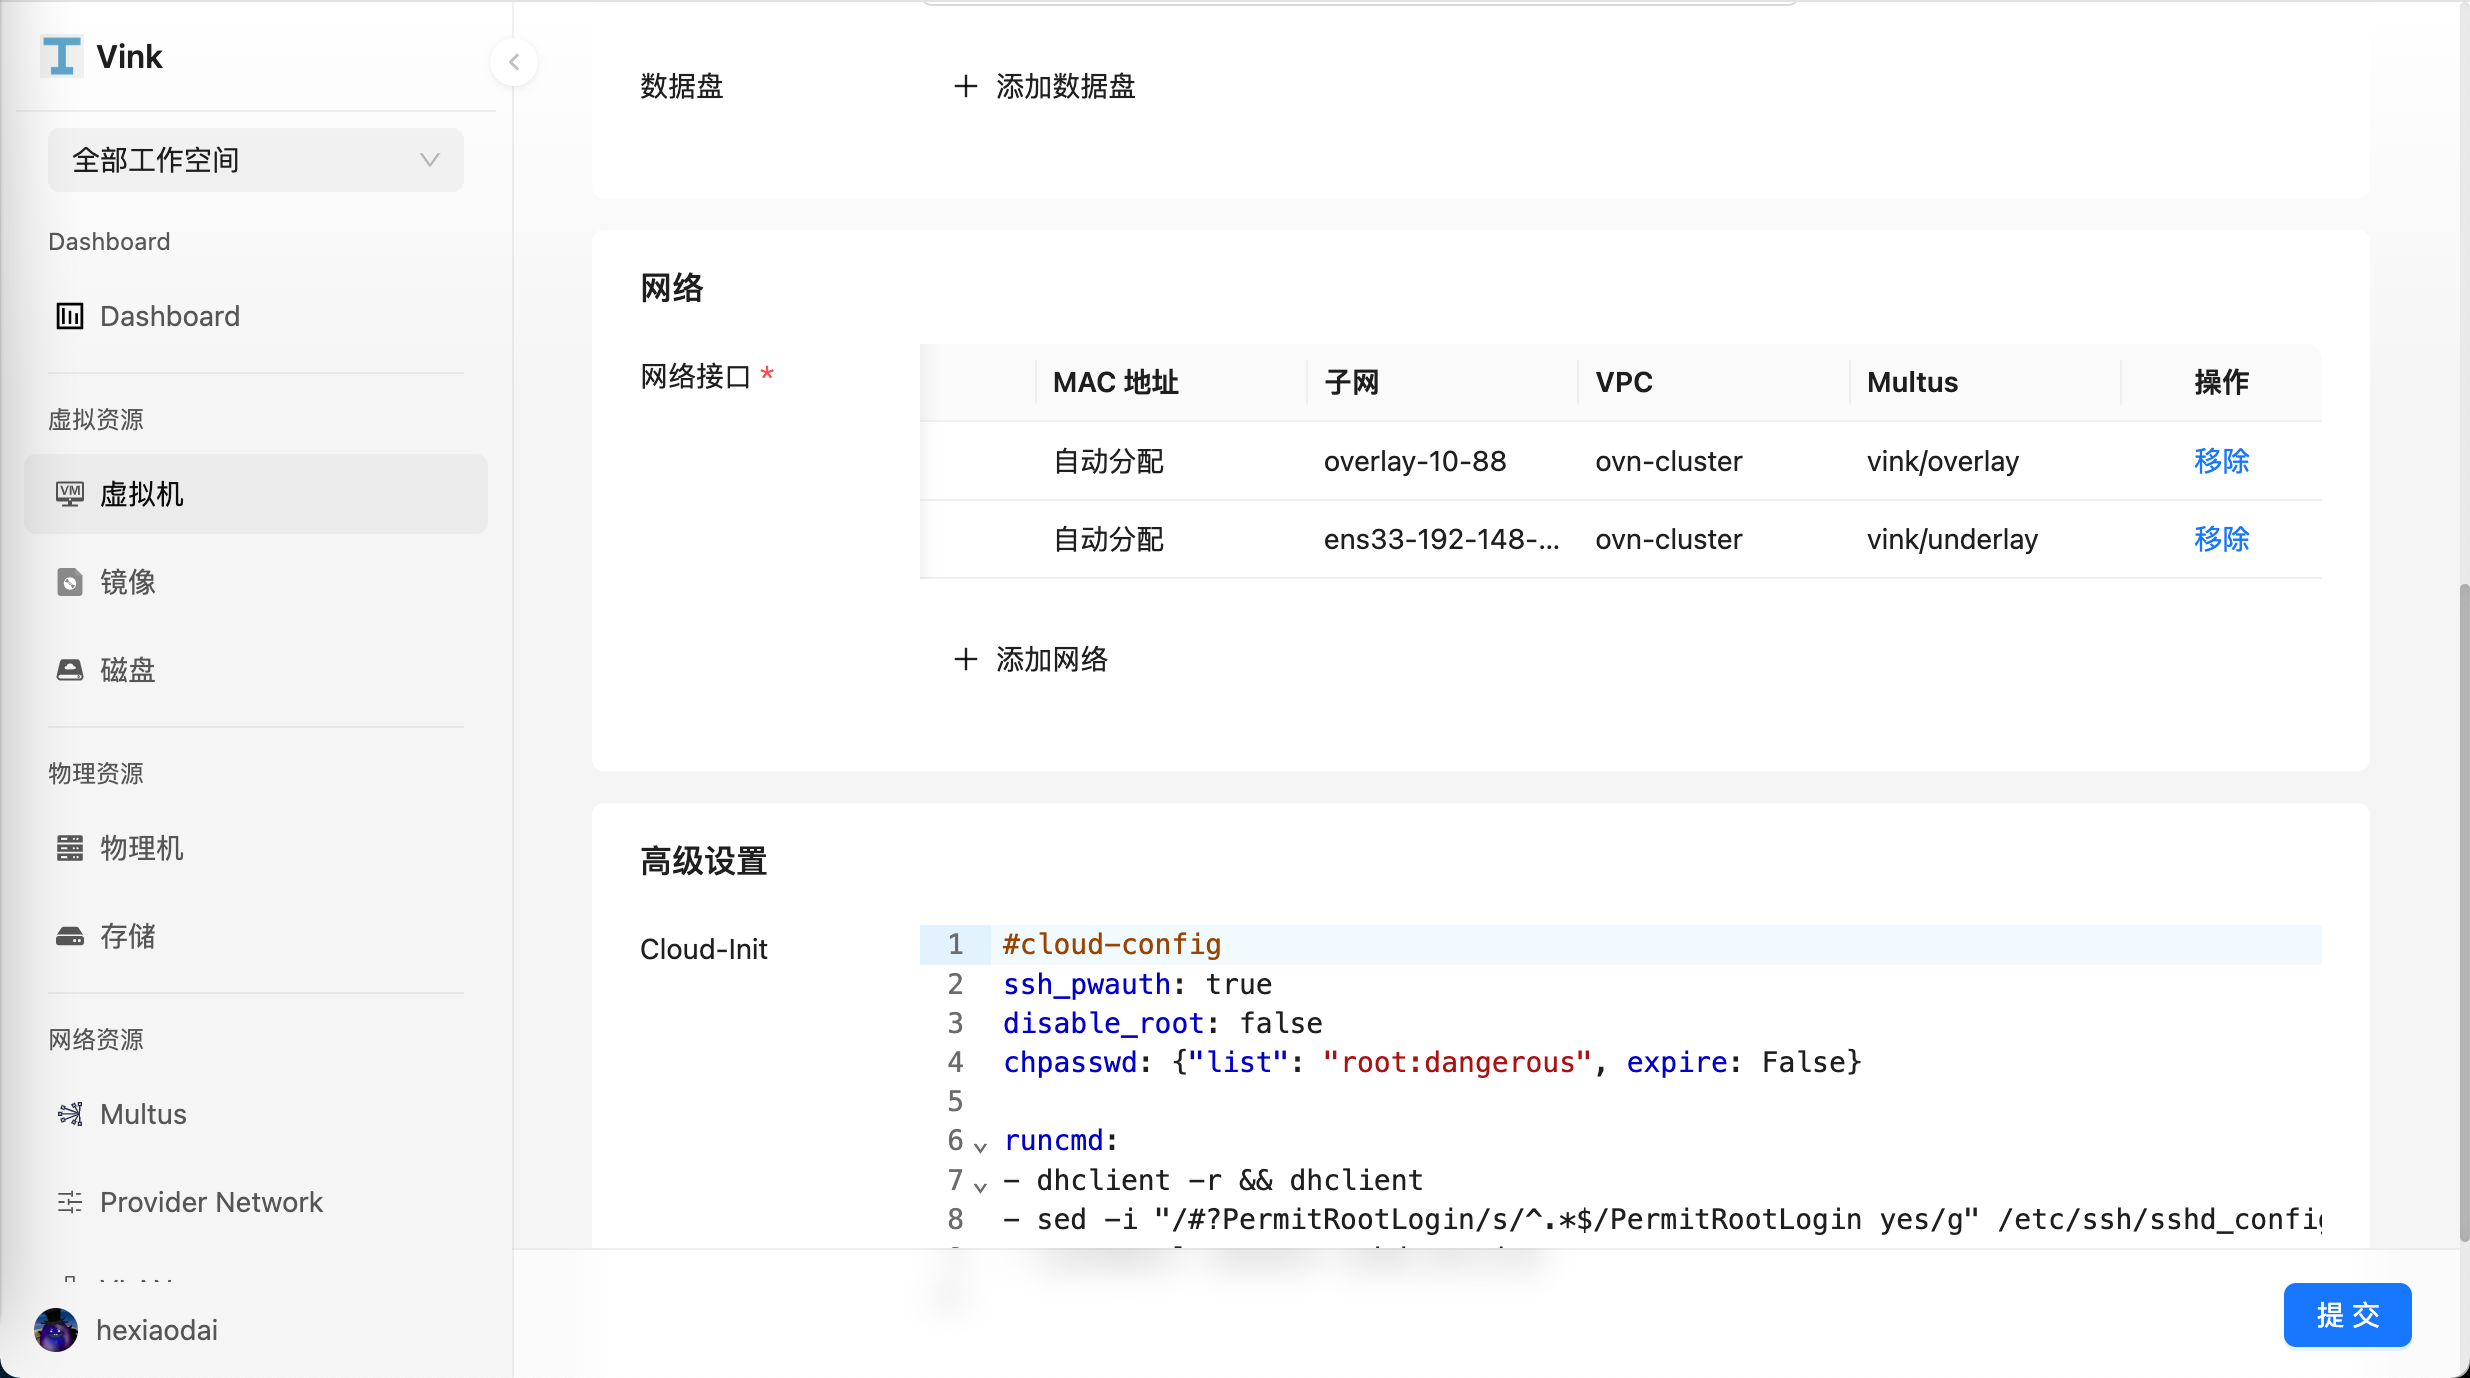 Vink
全部工作空间
Dashboard
Dashboard
虚拟资源
虚拟机
镜像
磁盘
物理资源
物理机
存储
网络资源
Multus
Provider Network
hexiaodai
数据盘
添加数据盘
网络
网络接口 *
MAC 地址 子网 VPC Multus 操作
自动分配 overlay-10-88 ovn-cluster vink/overlay 移除
自动分配 ens33-192-148-... ovn-cluster vink/underlay 移除
添加网络
高级设置
Cloud-Init
1 #cloud-config
2 ssh_pwauth: true
3 disable_root: false
4 chpasswd: {"list": "root:dangerous", expire: False}
5
6 runcmd:
7 - dhclient -r && dhclient
8 - sed -i "/#?PermitRootLogin/s/^.*$/PermitRootLogin yes/g" /etc/ssh/sshd_config
提 交